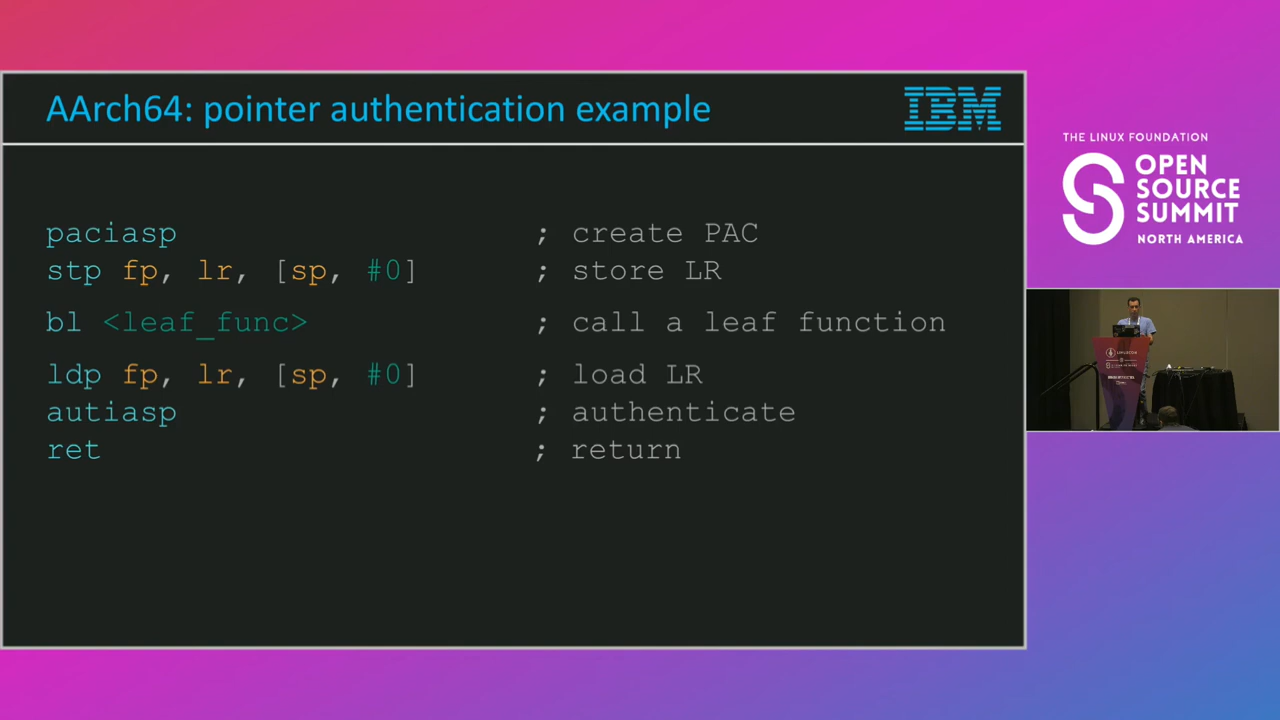 AArch64: pointer authentication example
IBM
paciasp ; create PAC
stp fp, lr, [sp, #0] ; store LR
bl <leaf_func> ; call a leaf function
ldp fp, lr, [sp, #0] ; load LR
autiasp ; authenticate
ret ; return
THE LINUX FOUNDATION
OPEN
SOURCE
SUMMIT
NORTH AMERICA